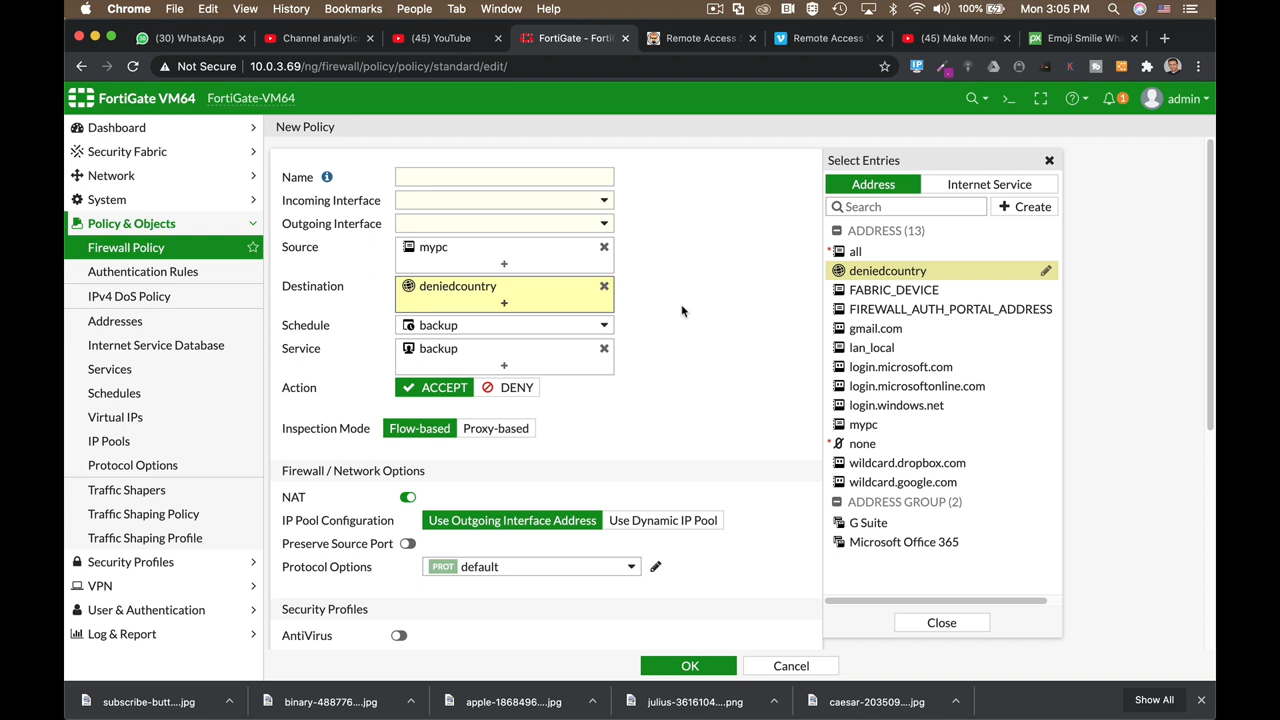 Chrome File Edit View History Bookmarks People Tab Window Help 100% Mon 3:05 PM
(30) WhatsApp Channel analytic (45) YouTube FortiGate - Forti Remote Access Remote Access V (45) Make Mone Emoji Smilie Wh
Not Secure 10.0.3.69/ng/firewall/policy/policy/standard/edit/
FortiGate VM64 FortiGate-VM64 1 admin
Dashboard
Security Fabric
Network
System
Policy & Objects
Firewall Policy
Authentication Rules
IPv4 DoS Policy
Addresses
Internet Service Database
Services
Schedules
Virtual IPs
IP Pools
Protocol Options
Traffic Shapers
Traffic Shaping Policy
Traffic Shaping Profile
Security Profiles
VPN
User & Authentication
Log & Report
New Policy
Name
Incoming Interface
Outgoing Interface
Source mypc
+
Destination deniedcountry
+
Schedule backup
Service backup
+
Action ACCEPT DENY
Inspection Mode Flow-based Proxy-based
Firewall / Network Options
NAT
IP Pool Configuration Use Outgoing Interface Address Use Dynamic IP Pool
Preserve Source Port
Protocol Options PROT default
Security Profiles
AntiVirus
OK Cancel
Select Entries
Address Internet Service
Search + Create
ADDRESS (13)
all
deniedcountry
FABRIC_DEVICE
FIREWALL_AUTH_PORTAL_ADDRESS
gmail.com
lan_local
login.microsoft.com
login.microsoftonline.com
login.windows.net
mypc
none
wildcard.dropbox.com
wildcard.google.com
ADDRESS GROUP (2)
G Suite
Microsoft Office 365
Close
subscribe-butt....jpg binary-488776....jpg apple-1868496....jpg julius-3616104....png caesar-203509....jpg Show All